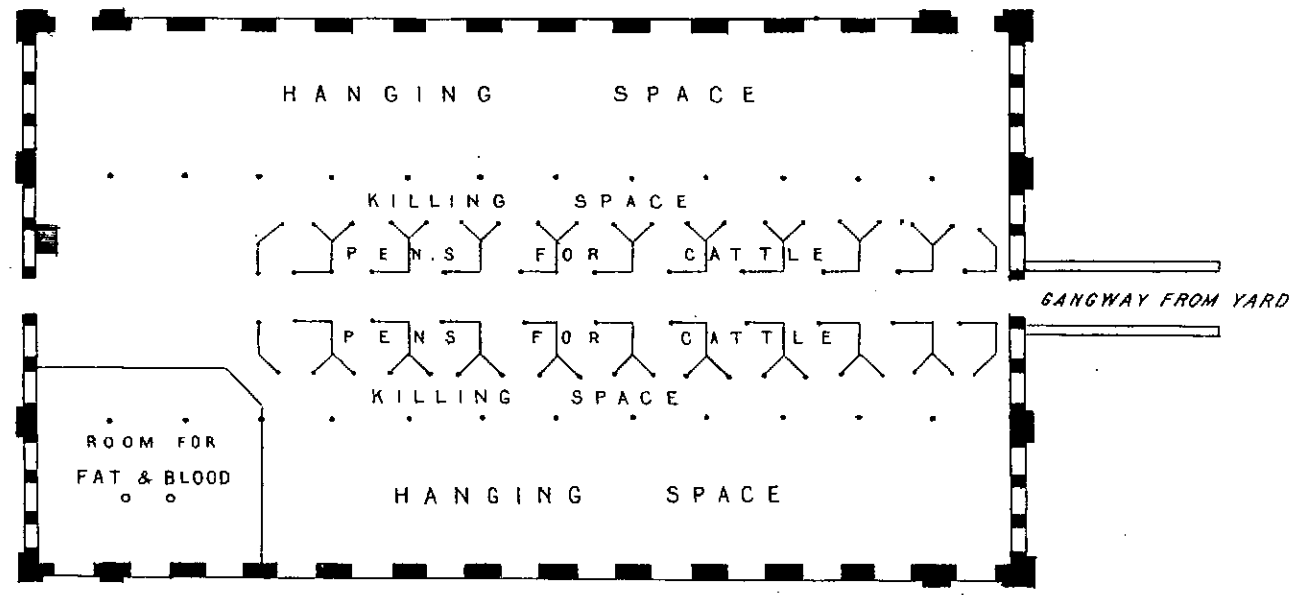 HANGING SPACE
KILLING SPACE
PENS FOR CATTLE
GANGWAY FROM YARD
PENS FOR CATTLE
KILLING SPACE
ROOM FOR
FAT & BLOOD
HANGING SPACE